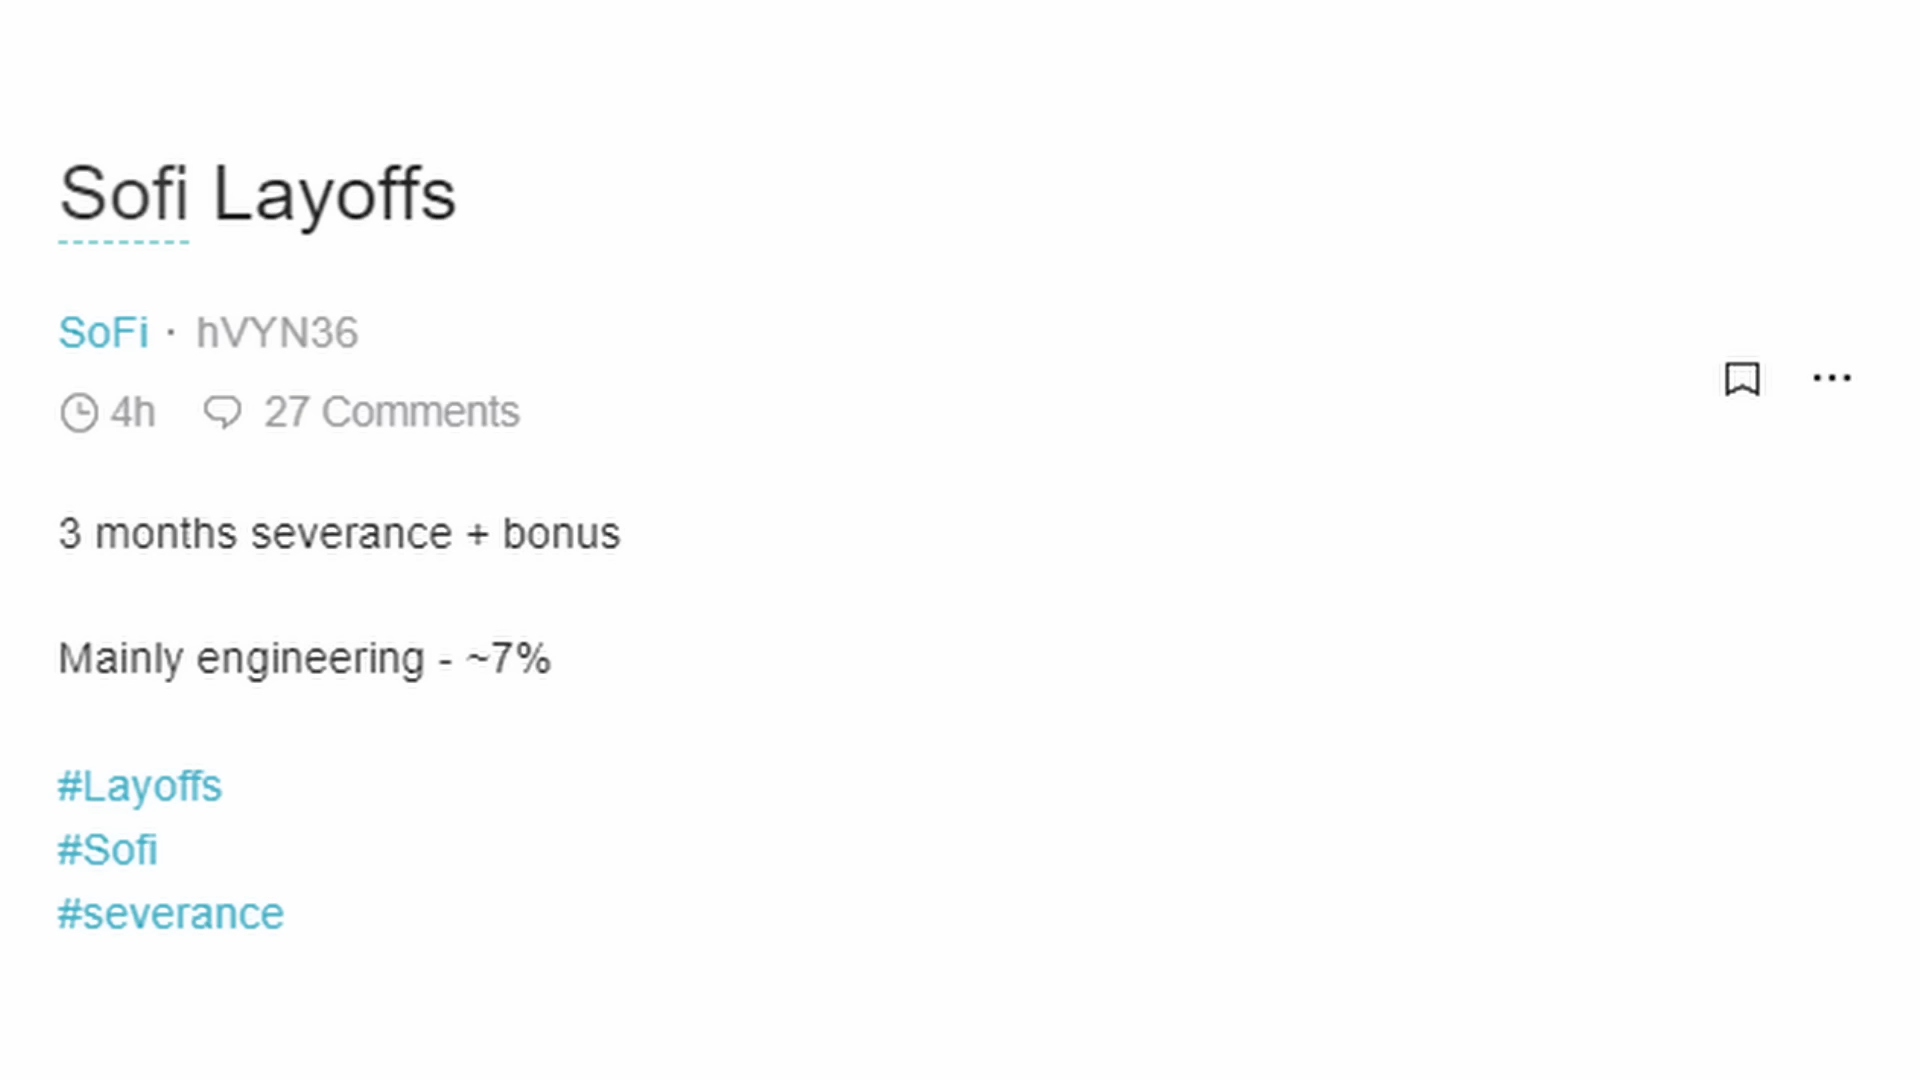 Sofi Layoffs
SoFi · hVYN36
4h 27 Comments
3 months severance + bonus
Mainly engineering - ~7%
#Layoffs
#Sofi
#severance